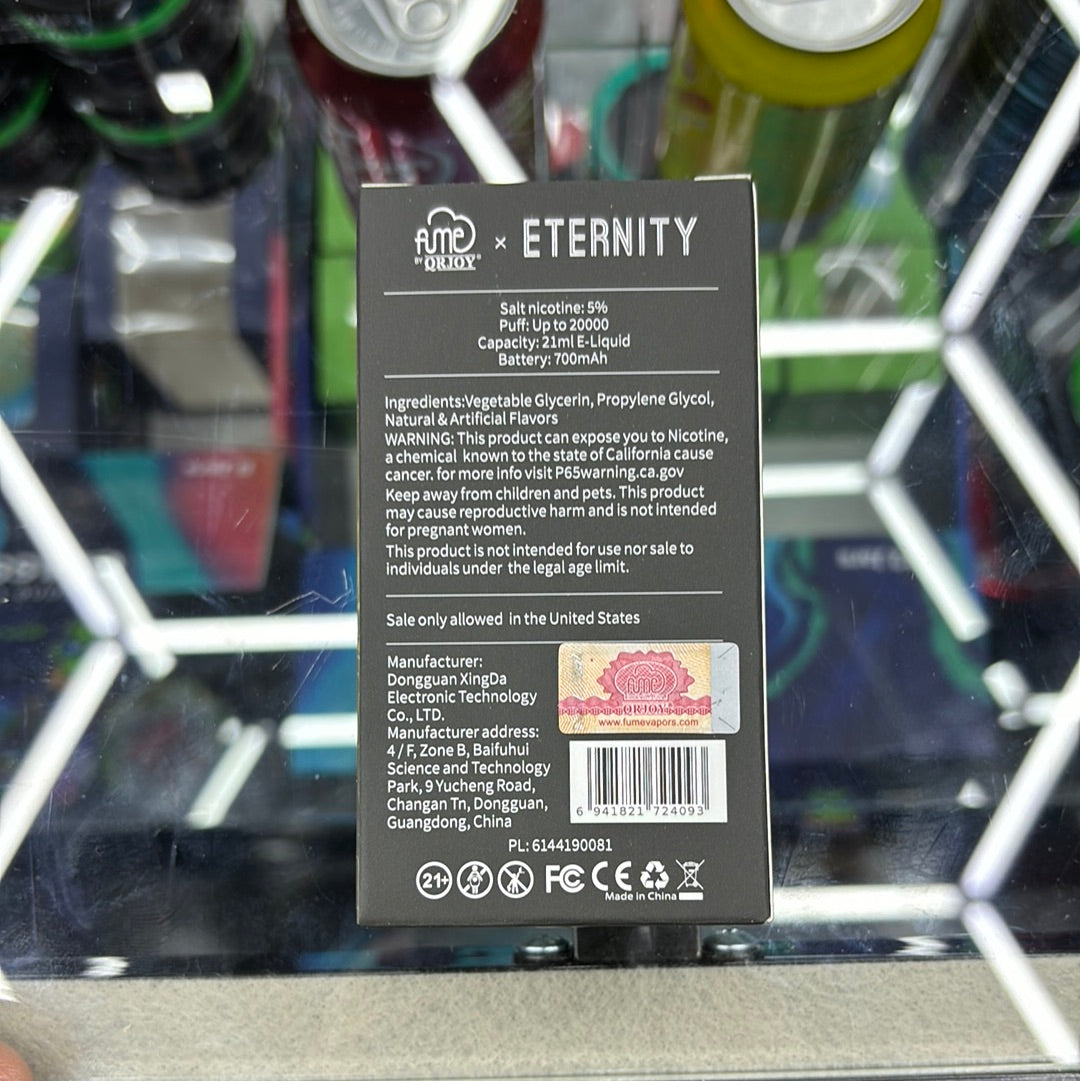 fume × ETERNITY
BY QRJOY®
Salt nicotine: 5%
Puff: Up to 20000
Capacity: 21ml E-Liquid
Battery: 700mAh
Ingredients:Vegetable Glycerin, Propylene Glycol,
Natural & Artificial Flavors
WARNING: This product can expose you to Nicotine,
a chemical known to the state of California cause
cancer. for more info visit P65warning.ca.gov
Keep away from children and pets. This product
may cause reproductive harm and is not intended
for pregnant women.
This product is not intended for use nor sale to
individuals under the legal age limit.
Sale only allowed in the United States
Manufacturer:
Dongguan XingDa
Electronic Technology
Co., LTD.
Manufacturer address:
4 / F, Zone B, Baifuhui
Science and Technology
Park, 9 Yucheng Road,
Changan Tn, Dongguan,
Guangdong, China
fume
QRJOY
www.fumevapors.com
6 941821 724093
PL: 6144190081
21+ FC CE
Made in China